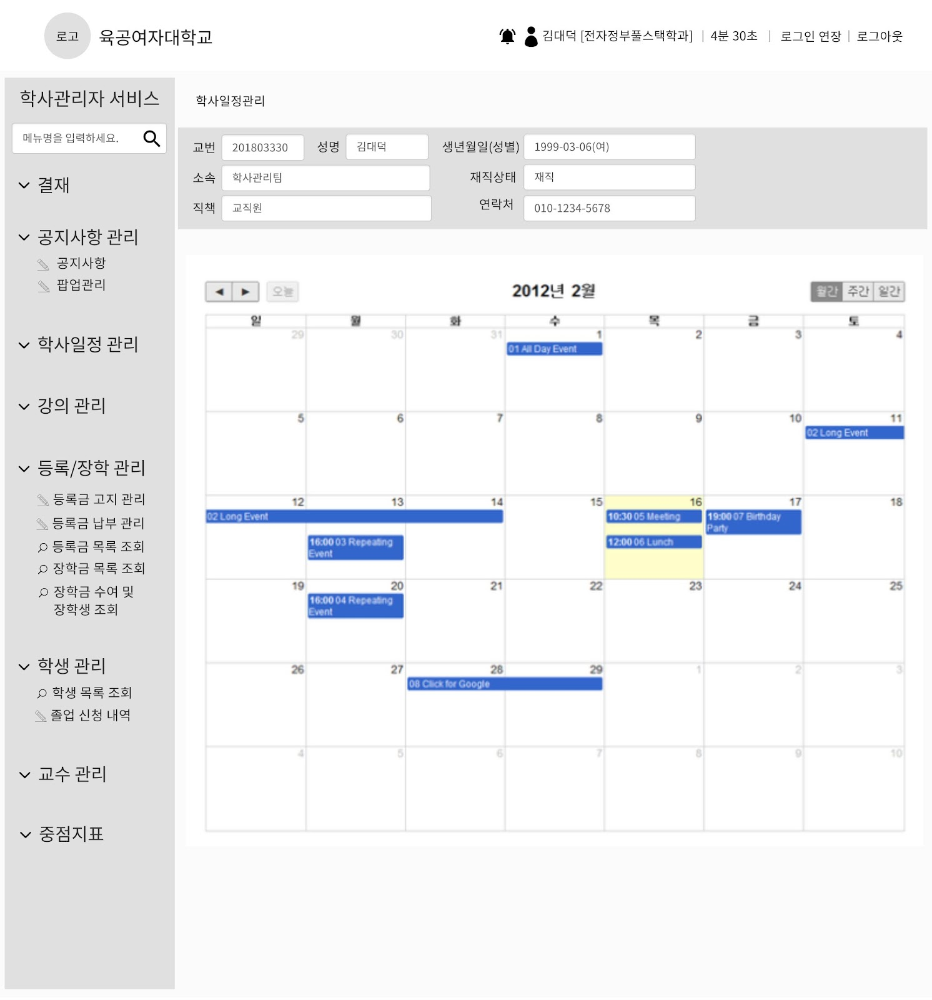 로고 육공여자대학교 김대덕 [전자정부풀스택학과] | 4분 30초 | 로그인 연장 | 로그아웃
학사관리자 서비스
메뉴명을 입력하세요.
결재
공지사항 관리
공지사항
팝업관리
학사일정 관리
강의 관리
등록/장학 관리
등록금 고지 관리
등록금 납부 관리
등록금 목록 조회
장학금 목록 조회
장학금 수여 및
장학생 조회
학생 관리
학생 목록 조회
졸업 신청 내역
교수 관리
중점지표
학사일정관리
교번 201803330 성명 김대덕 생년월일(성별) 1999-03-06(여)
소속 학사관리팀 재직상태 재직
직책 교직원 연락처 010-1234-5678
오늘 2012년 2월 월간 주간 일간
일 월 화 수 목 금 토
29 30 31 1 2 3 4
01 All Day Event
5 6 7 8 9 10 11
02 Long Event
12 13 14 15 16 17 18
02 Long Event 10:30 05 Meeting 19:00 07 Birthday
Party
16:00 03 Repeating 12:00 06 Lunch
Event
19 20 21 22 23 24 25
16:00 04 Repeating
Event
26 27 28 29 1 2 3
08 Click for Google
4 5 6 7 8 9 10